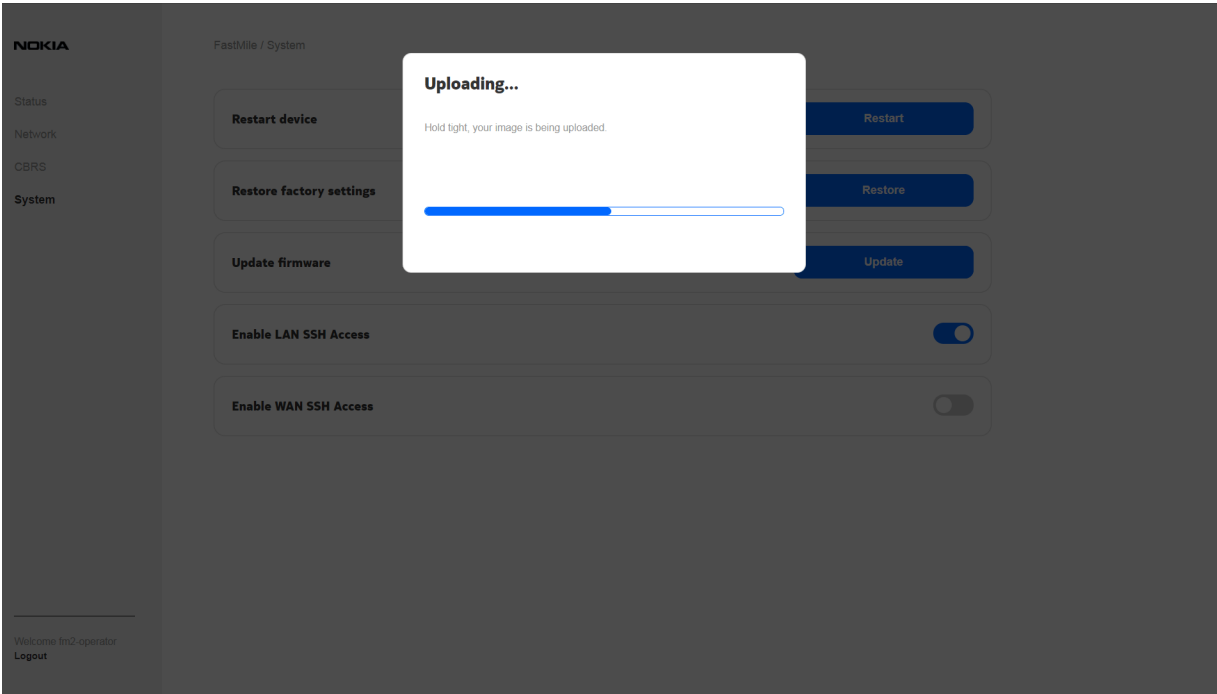 NOKIA
FastMile / System
Uploading...
Hold tight, your image is being uploaded.
Status
Network
CBRS
System
Restart device
Restart
Restore factory settings
Restore
Update firmware
Update
Enable LAN SSH Access
Enable WAN SSH Access
Welcome fm2-operator
Logout